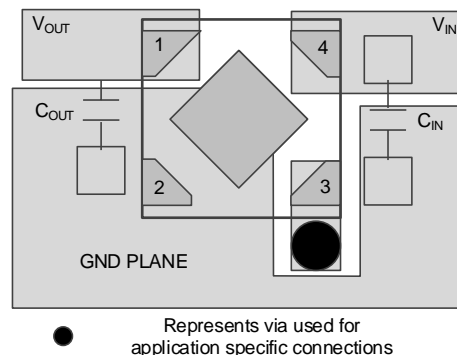 VOUT
1
4
VIN
COUT
CIN
2
3
GND PLANE
Represents via used for
application specific connections